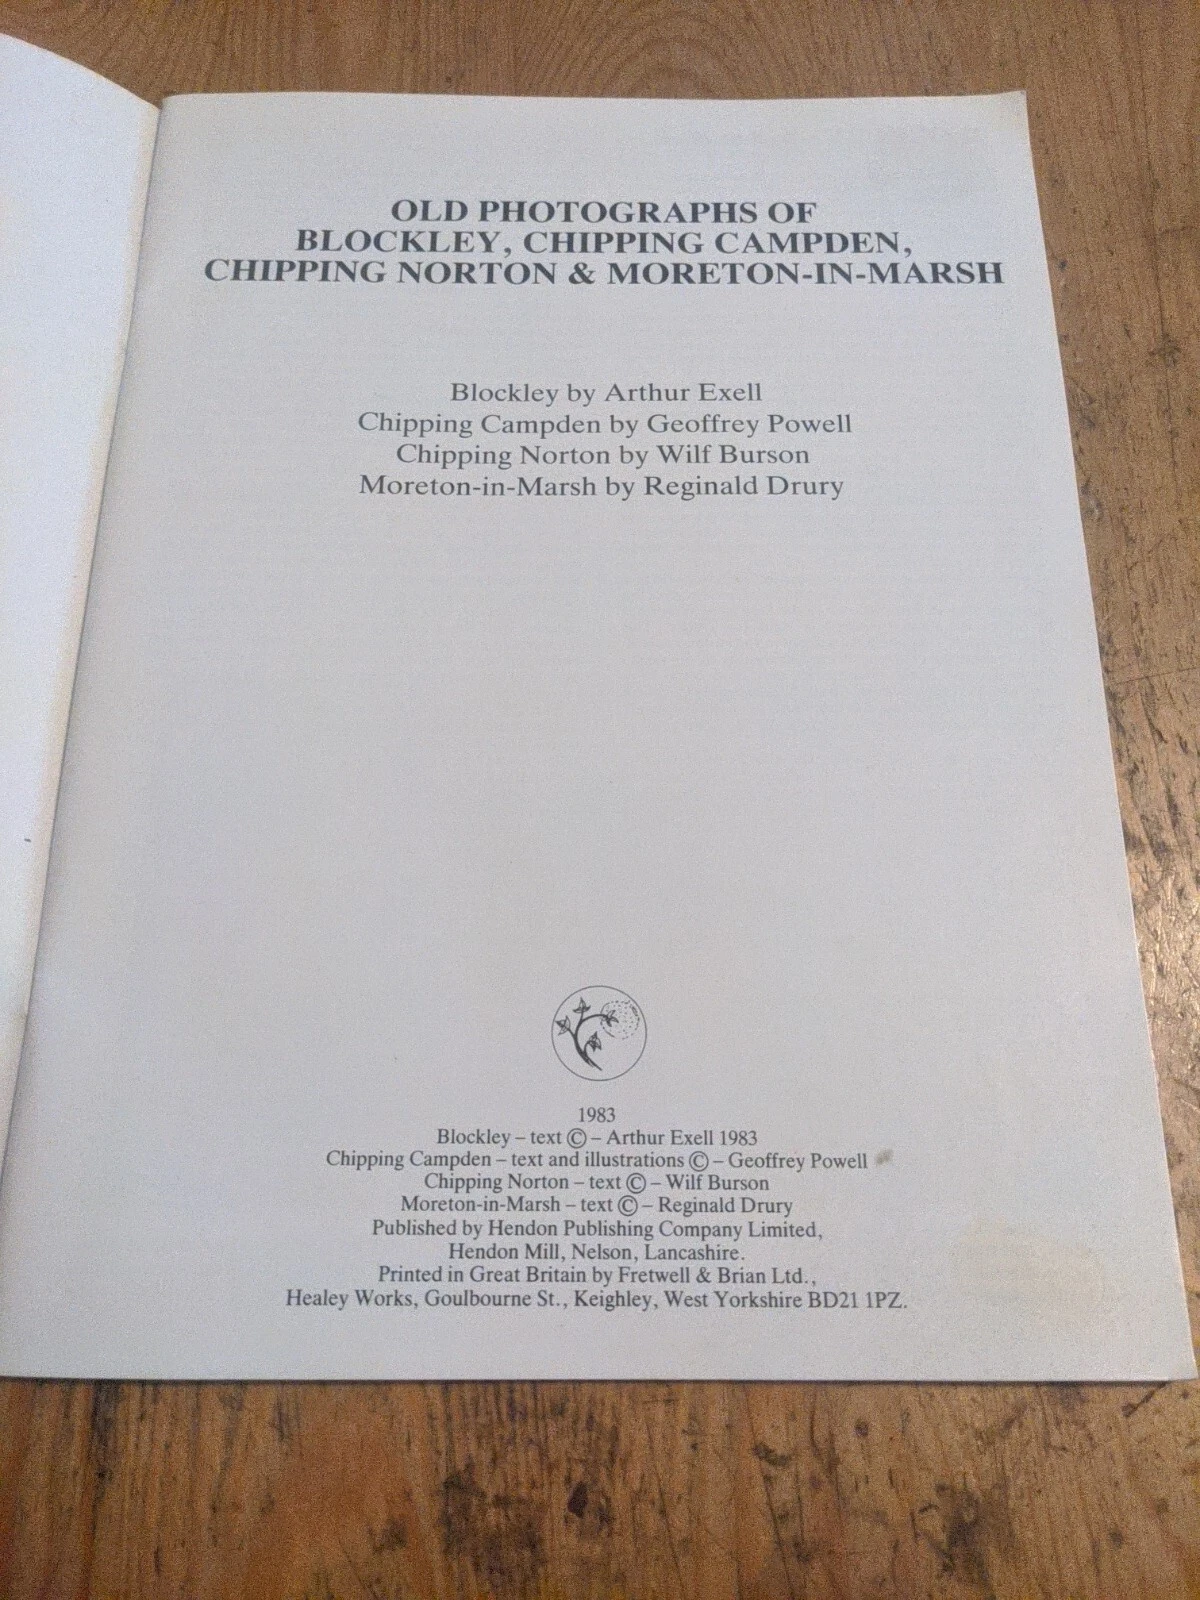 OLD PHOTOGRAPHS OF
BLOCKLEY, CHIPPING CAMPDEN,
CHIPPING NORTON & MORETON-IN-MARSH
Blockley by Arthur Exell
Chipping Campden by Geoffrey Powell
Chipping Norton by Wilf Burson
Moreton-in-Marsh by Reginald Drury
1983
Blockley – text © – Arthur Exell 1983
Chipping Campden – text and illustrations © – Geoffrey Powell
Chipping Norton – text © – Wilf Burson
Moreton-in-Marsh – text © – Reginald Drury
Published by Hendon Publishing Company Limited,
Hendon Mill, Nelson, Lancashire.
Printed in Great Britain by Fretwell & Brian Ltd.,
Healey Works, Goulbourne St., Keighley, West Yorkshire BD21 1PZ.